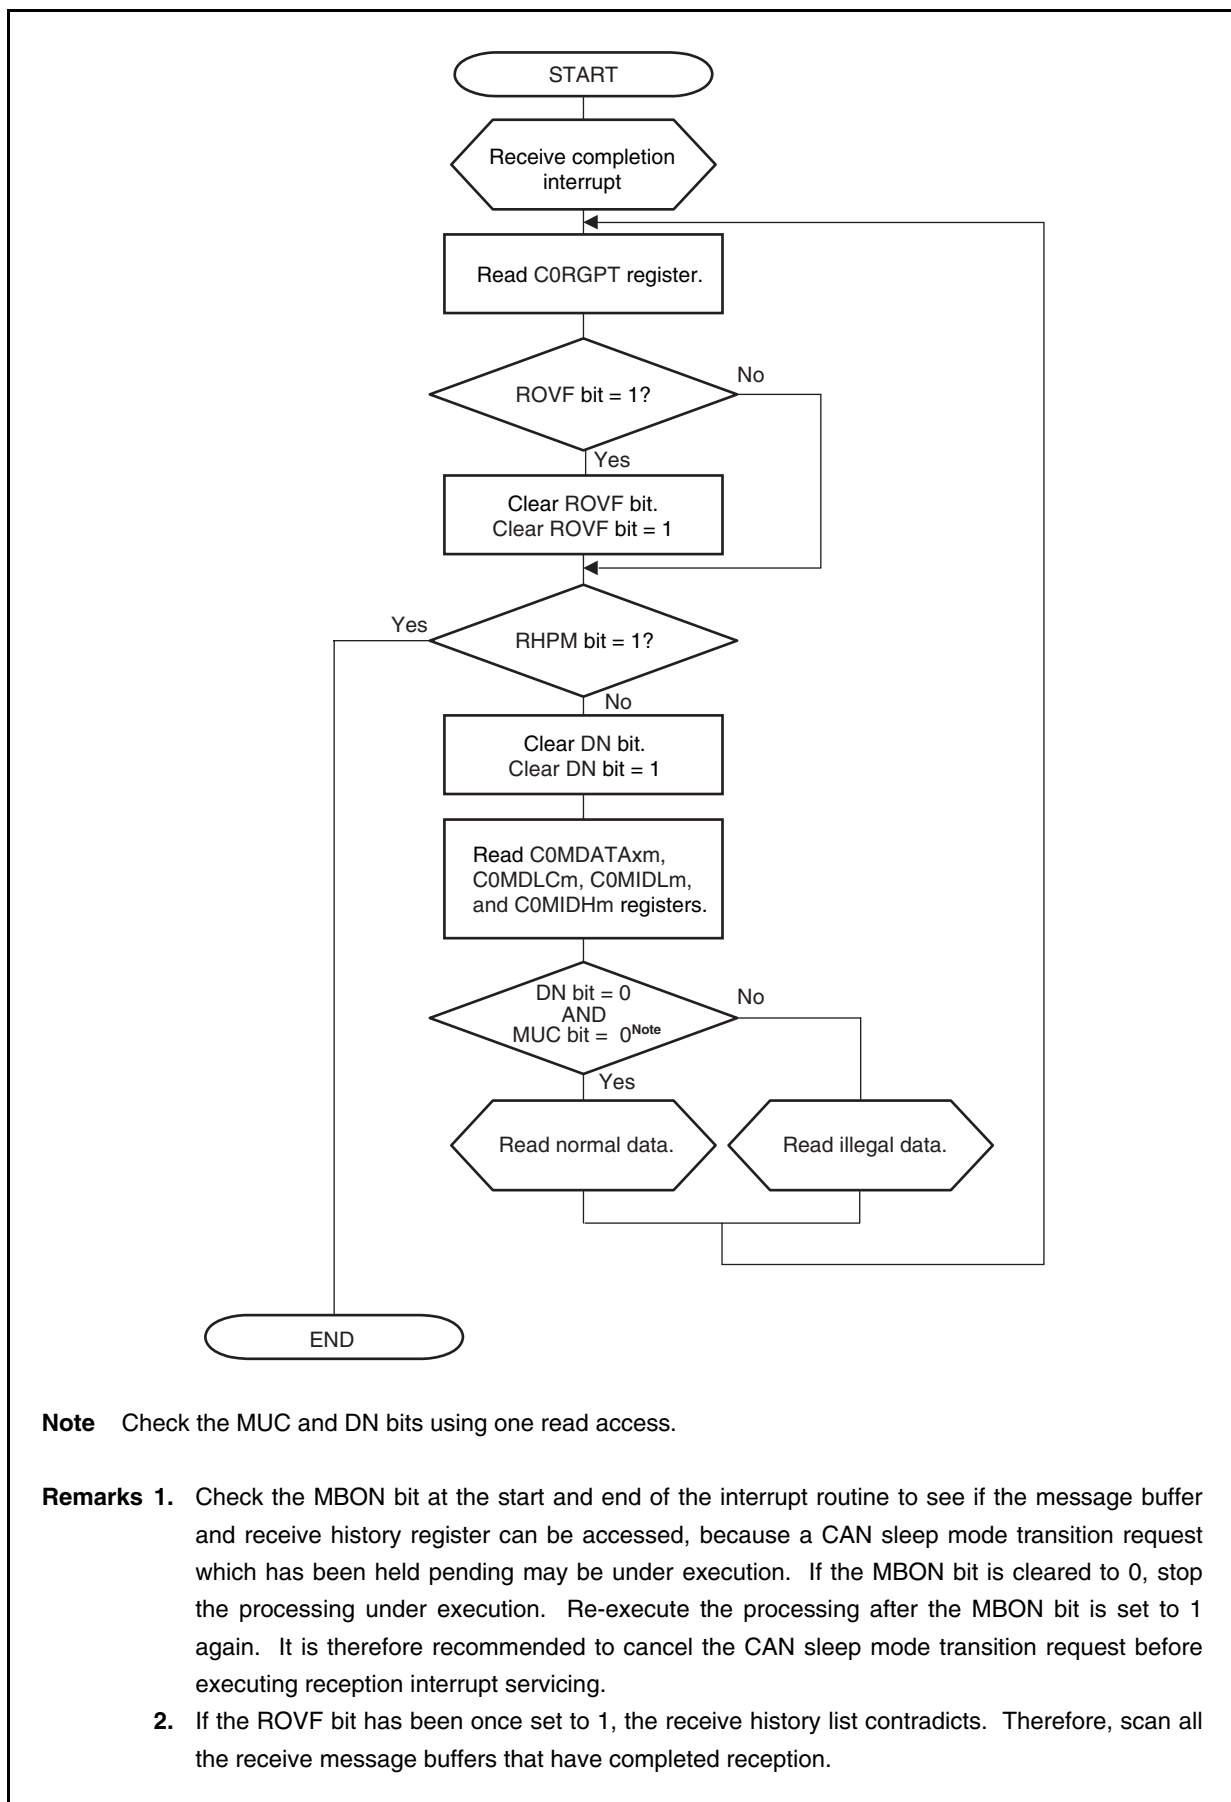 START
Receive completion
interrupt
Read C0RGPT register.
ROVF bit = 1?
No
Yes
Clear ROVF bit.
Clear ROVF bit = 1
Yes
RHPM bit = 1?
No
Clear DN bit.
Clear DN bit = 1
Read C0MDATAxm,
C0MDLCm, C0MIDLm,
and C0MIDHm registers.
DN bit = 0
AND
MUC bit = 0Note
No
Yes
Read normal data.
Read illegal data.
END
Note Check the MUC and DN bits using one read access.
Remarks 1. Check the MBON bit at the start and end of the interrupt routine to see if the message buffer
and receive history register can be accessed, because a CAN sleep mode transition request
which has been held pending may be under execution. If the MBON bit is cleared to 0, stop
the processing under execution. Re-execute the processing after the MBON bit is set to 1
again. It is therefore recommended to cancel the CAN sleep mode transition request before
executing reception interrupt servicing.
2. If the ROVF bit has been once set to 1, the receive history list contradicts. Therefore, scan all
the receive message buffers that have completed reception.